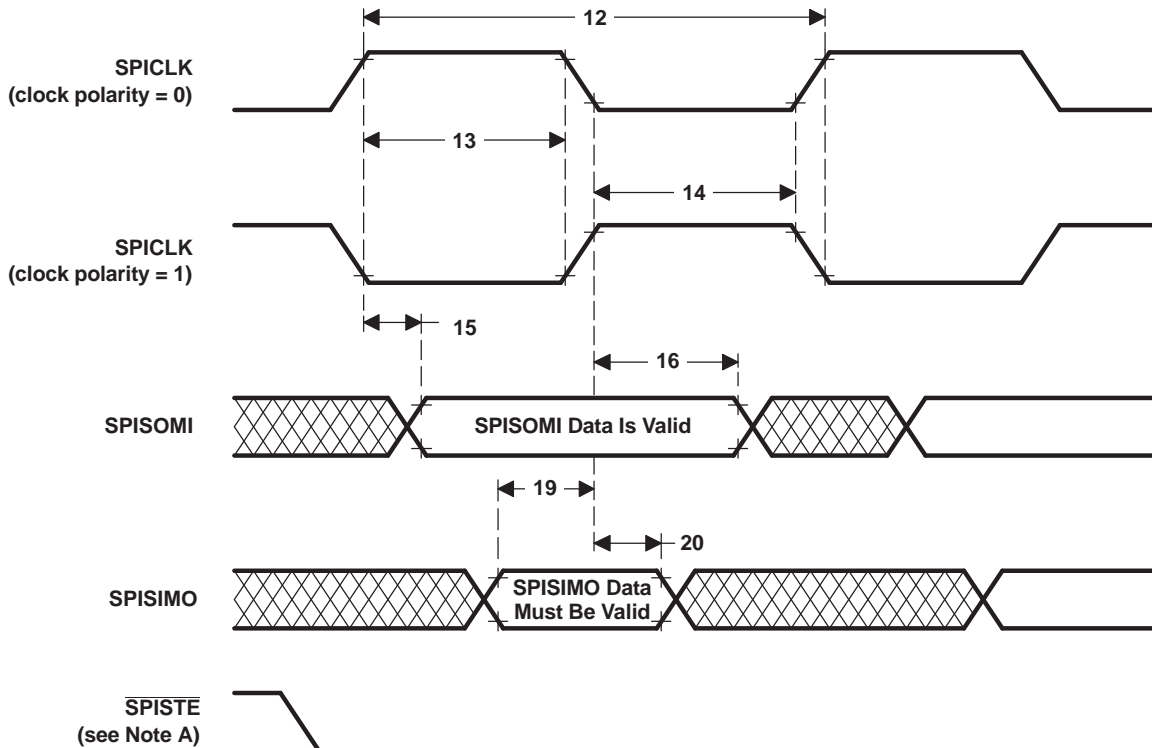 12
SPICLK
(clock polarity = 0)
13
14
SPICLK
(clock polarity = 1)
15
16
SPISOMI
SPISOMI Data Is Valid
19
20
SPISIMO
SPISIMO Data
Must Be Valid
SPISTE
(see Note A)